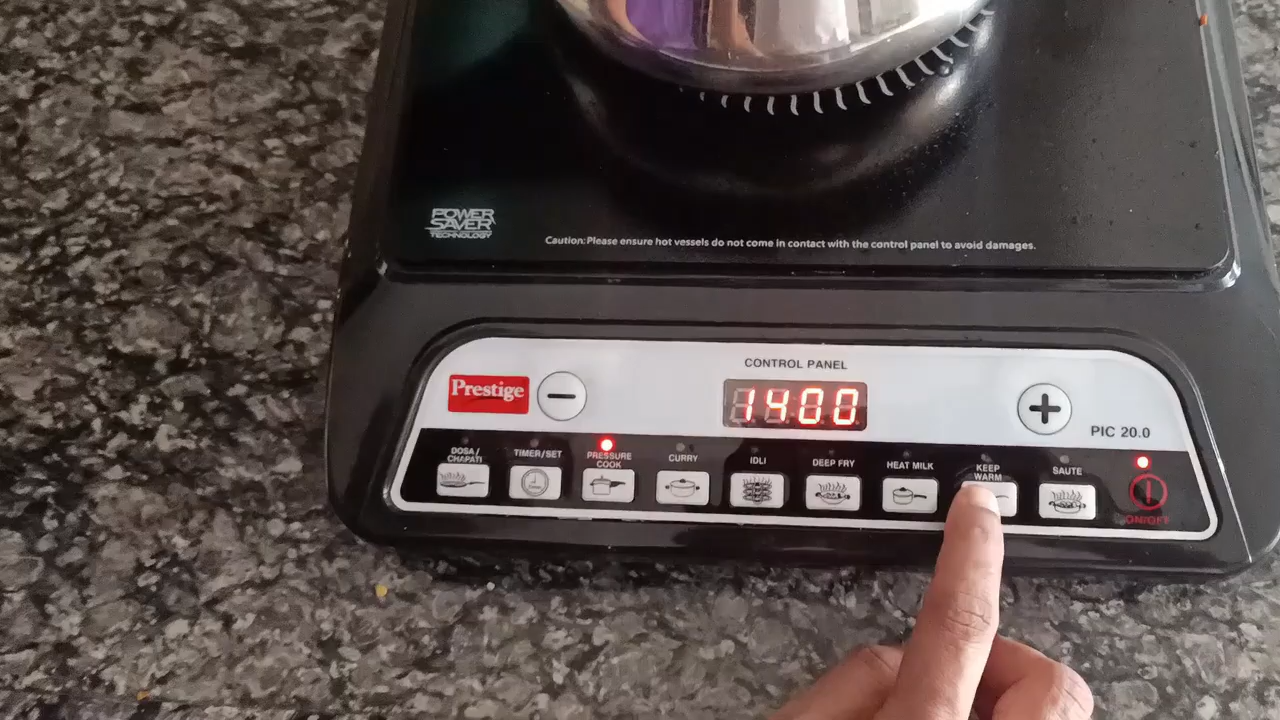 POWER
SAVER
TECHNOLOGY
Caution: Please ensure hot vessels do not come in contact with the control panel to avoid damages.
CONTROL PANEL
Prestige
−
1400
+
PIC 20.0
DOSA /
CHAPATI
TIMER/SET
PRESSURE
COOK
CURRY
IDLI
DEEP FRY
HEAT MILK
KEEP
WARM
SAUTE
ON/OFF